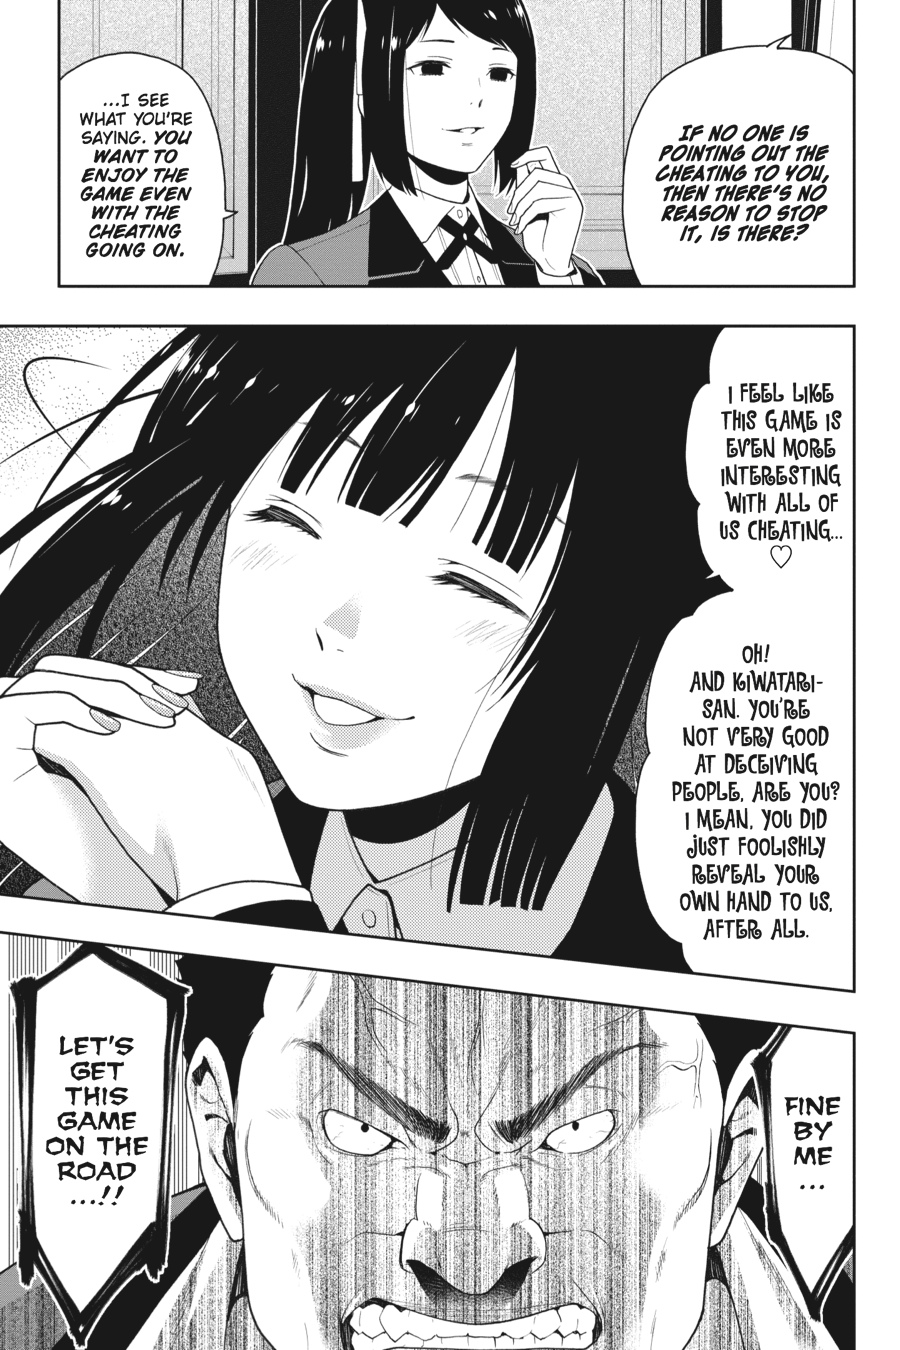 IF NO ONE IS
POINTING OUT THE
CHEATING TO YOU,
THEN THERE'S NO
REASON TO STOP
IT, IS THERE?
...I SEE
WHAT YOU'RE
SAYING. YOU
WANT TO
ENJOY THE
GAME EVEN
WITH THE
CHEATING
GOING ON.
I FEEL LIKE
THIS GAME IS
EVEN MORE
INTERESTING
WITH ALL OF
US CHEATING...
♡
OH!
AND KIWATARI-
SAN. YOU'RE
NOT VERY GOOD
AT DECEIVING
PEOPLE, ARE YOU?
I MEAN, YOU DID
JUST FOOLISHLY
REVEAL YOUR
OWN HAND TO US,
AFTER ALL.
FINE
BY
ME
...
LET'S
GET
THIS
GAME
ON THE
ROAD
...!!